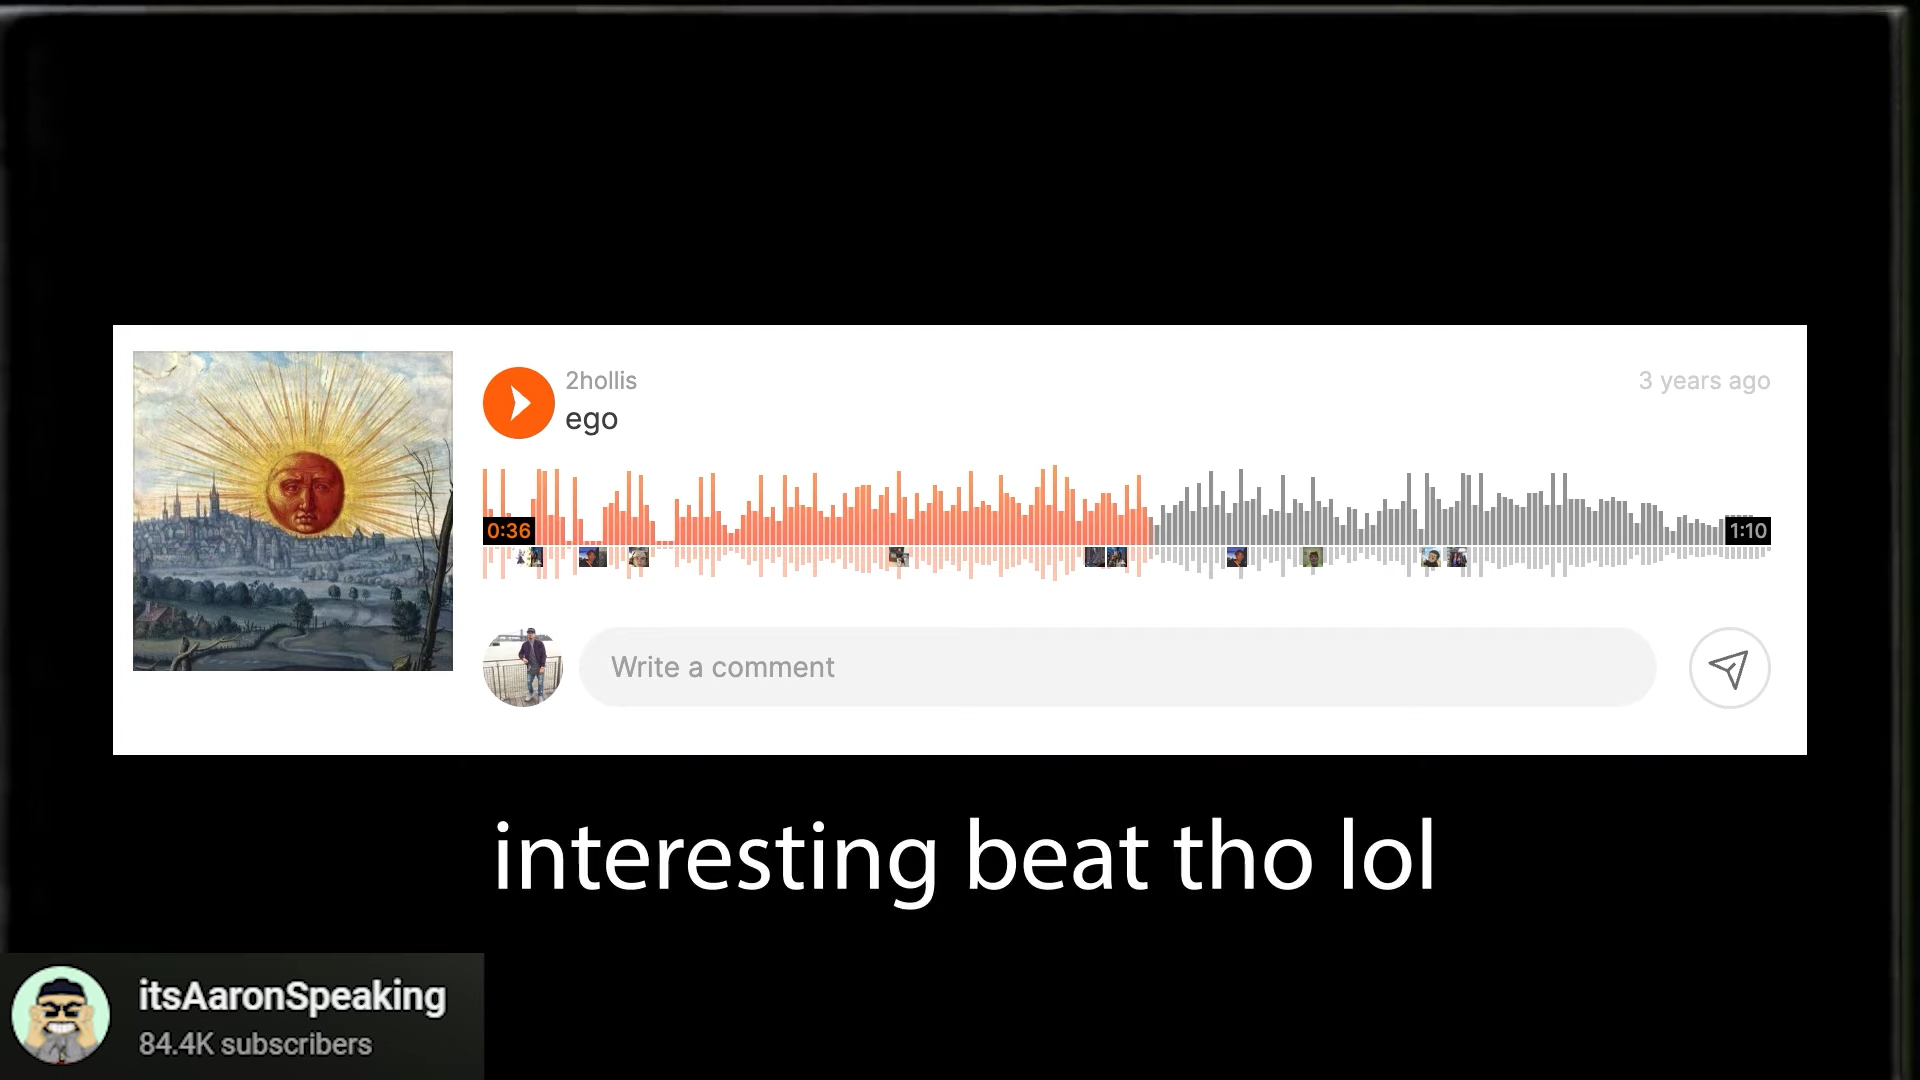 2hollis
3 years ago
ego
0:36
1:10
Write a comment
interesting beat tho lol
itsAaronSpeaking
84.4K subscribers